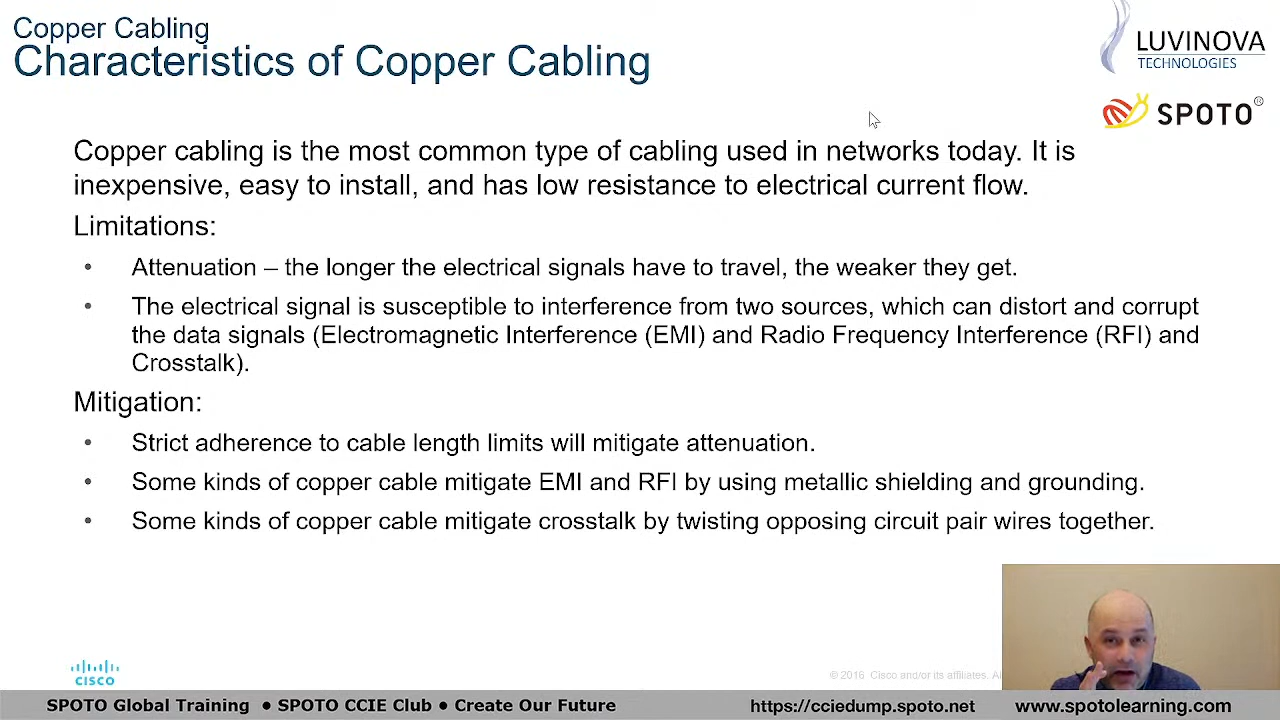 Copper Cabling
Characteristics of Copper Cabling
LUVINOVA
TECHNOLOGIES
SPOTO®
Copper cabling is the most common type of cabling used in networks today. It is
inexpensive, easy to install, and has low resistance to electrical current flow.
Limitations:
• Attenuation – the longer the electrical signals have to travel, the weaker they get.
• The electrical signal is susceptible to interference from two sources, which can distort and corrupt
the data signals (Electromagnetic Interference (EMI) and Radio Frequency Interference (RFI) and
Crosstalk).
Mitigation:
• Strict adherence to cable length limits will mitigate attenuation.
• Some kinds of copper cable mitigate EMI and RFI by using metallic shielding and grounding.
• Some kinds of copper cable mitigate crosstalk by twisting opposing circuit pair wires together.
CISCO
© 2016 Cisco and/or its affiliates.
SPOTO Global Training ● SPOTO CCIE Club ● Create Our Future
https://cciedump.spoto.net
www.spotolearning.com